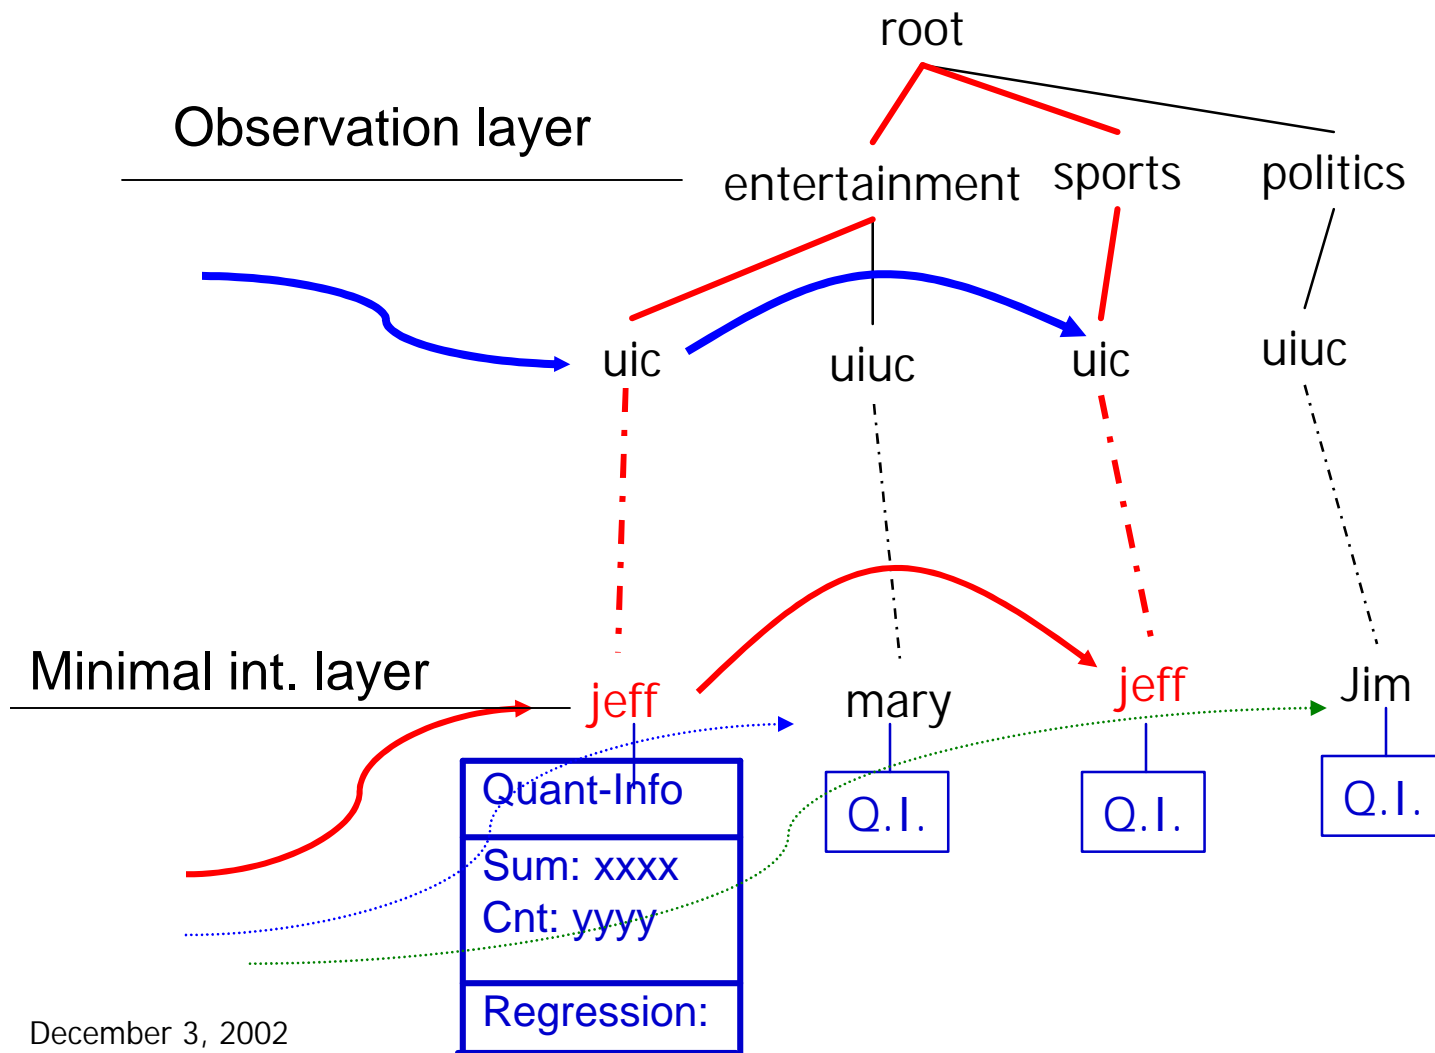 root
Observation layer
entertainment sports politics
uic uiuc uic uiuc
Minimal int. layer
jeff mary jeff Jim
Quant-Info
Q.I. Q.I. Q.I.
Sum: xxxx
Cnt: yyyy
Regression:
December 3, 2002